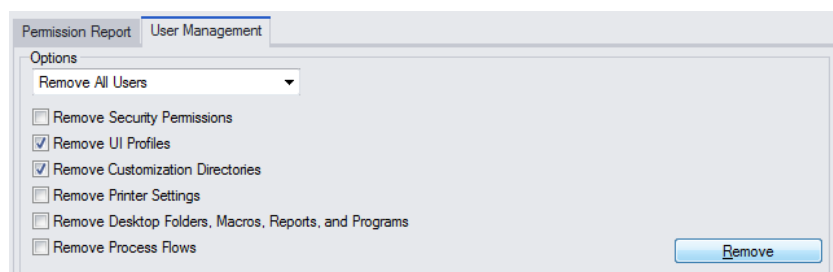 Permission Report User Management
Options
Remove All Users
Remove Security Permissions
Remove UI Profiles
Remove Customization Directories
Remove Printer Settings
Remove Desktop Folders, Macros, Reports, and Programs
Remove Process Flows
Remove